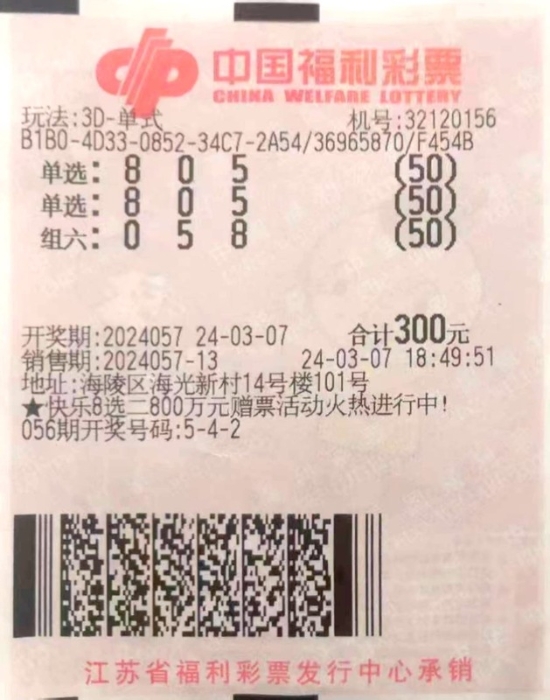 中国福利彩票
CHINA WELFARE LOTTERY
玩法:3D-单式 机号:32120156
B1B0-4D33-0852-34C7-2A54/36965870/F454B
单选: 8 0 5 (50)
单选: 8 0 5 (50)
组六: 0 5 8 (50)
开奖期:2024057 24-03-07 合计300元
销售期:2024057-13 24-03-07 18:49:51
地址:海陵区海光新村14号楼101号
★快乐8选二800万元赠票活动火热进行中!
056期开奖号码:5-4-2
江苏省福利彩票发行中心承销